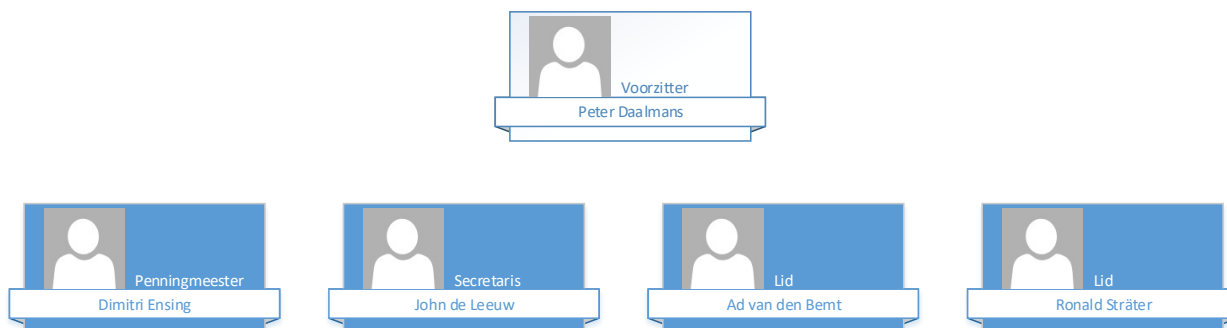 Voorzitter
Peter Daalmans
Penningmeester
Dimitri Ensing
Secretaris
John de Leeuw
Lid
Ad van den Bemt
Lid
Ronald Sträter